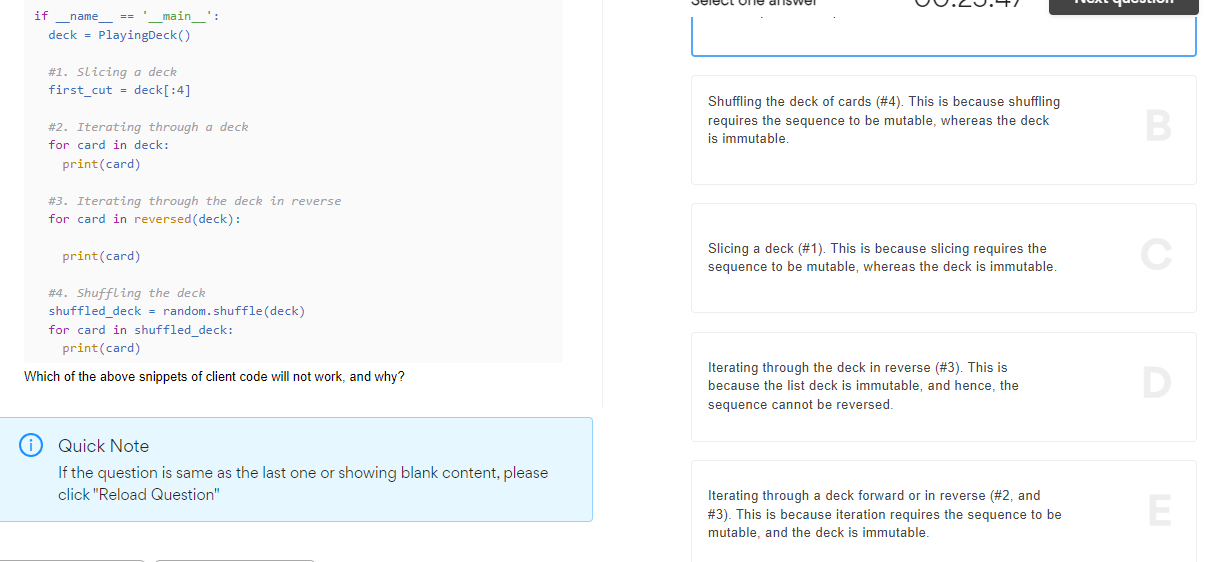 if __name__ == '__main__':
deck = PlayingDeck()
#1. Slicing a deck
first_cut = deck[:4]
#2. Iterating through a deck
for card in deck:
print(card)
#3. Iterating through the deck in reverse
for card in reversed(deck):
print(card)
#4. Shuffling the deck
shuffled_deck = random.shuffle(deck)
for card in shuffled_deck:
print(card)
Which of the above snippets of client code will not work, and why?
Quick Note
If the question is same as the last one or showing blank content, please
click "Reload Question"
Select one answer
00:25:47
Next question
Shuffling the deck of cards (#4). This is because shuffling
requires the sequence to be mutable, whereas the deck
is immutable.
B
Slicing a deck (#1). This is because slicing requires the
sequence to be mutable, whereas the deck is immutable.
C
Iterating through the deck in reverse (#3). This is
because the list deck is immutable, and hence, the
sequence cannot be reversed.
D
Iterating through a deck forward or in reverse (#2, and
#3). This is because iteration requires the sequence to be
mutable, and the deck is immutable.
E